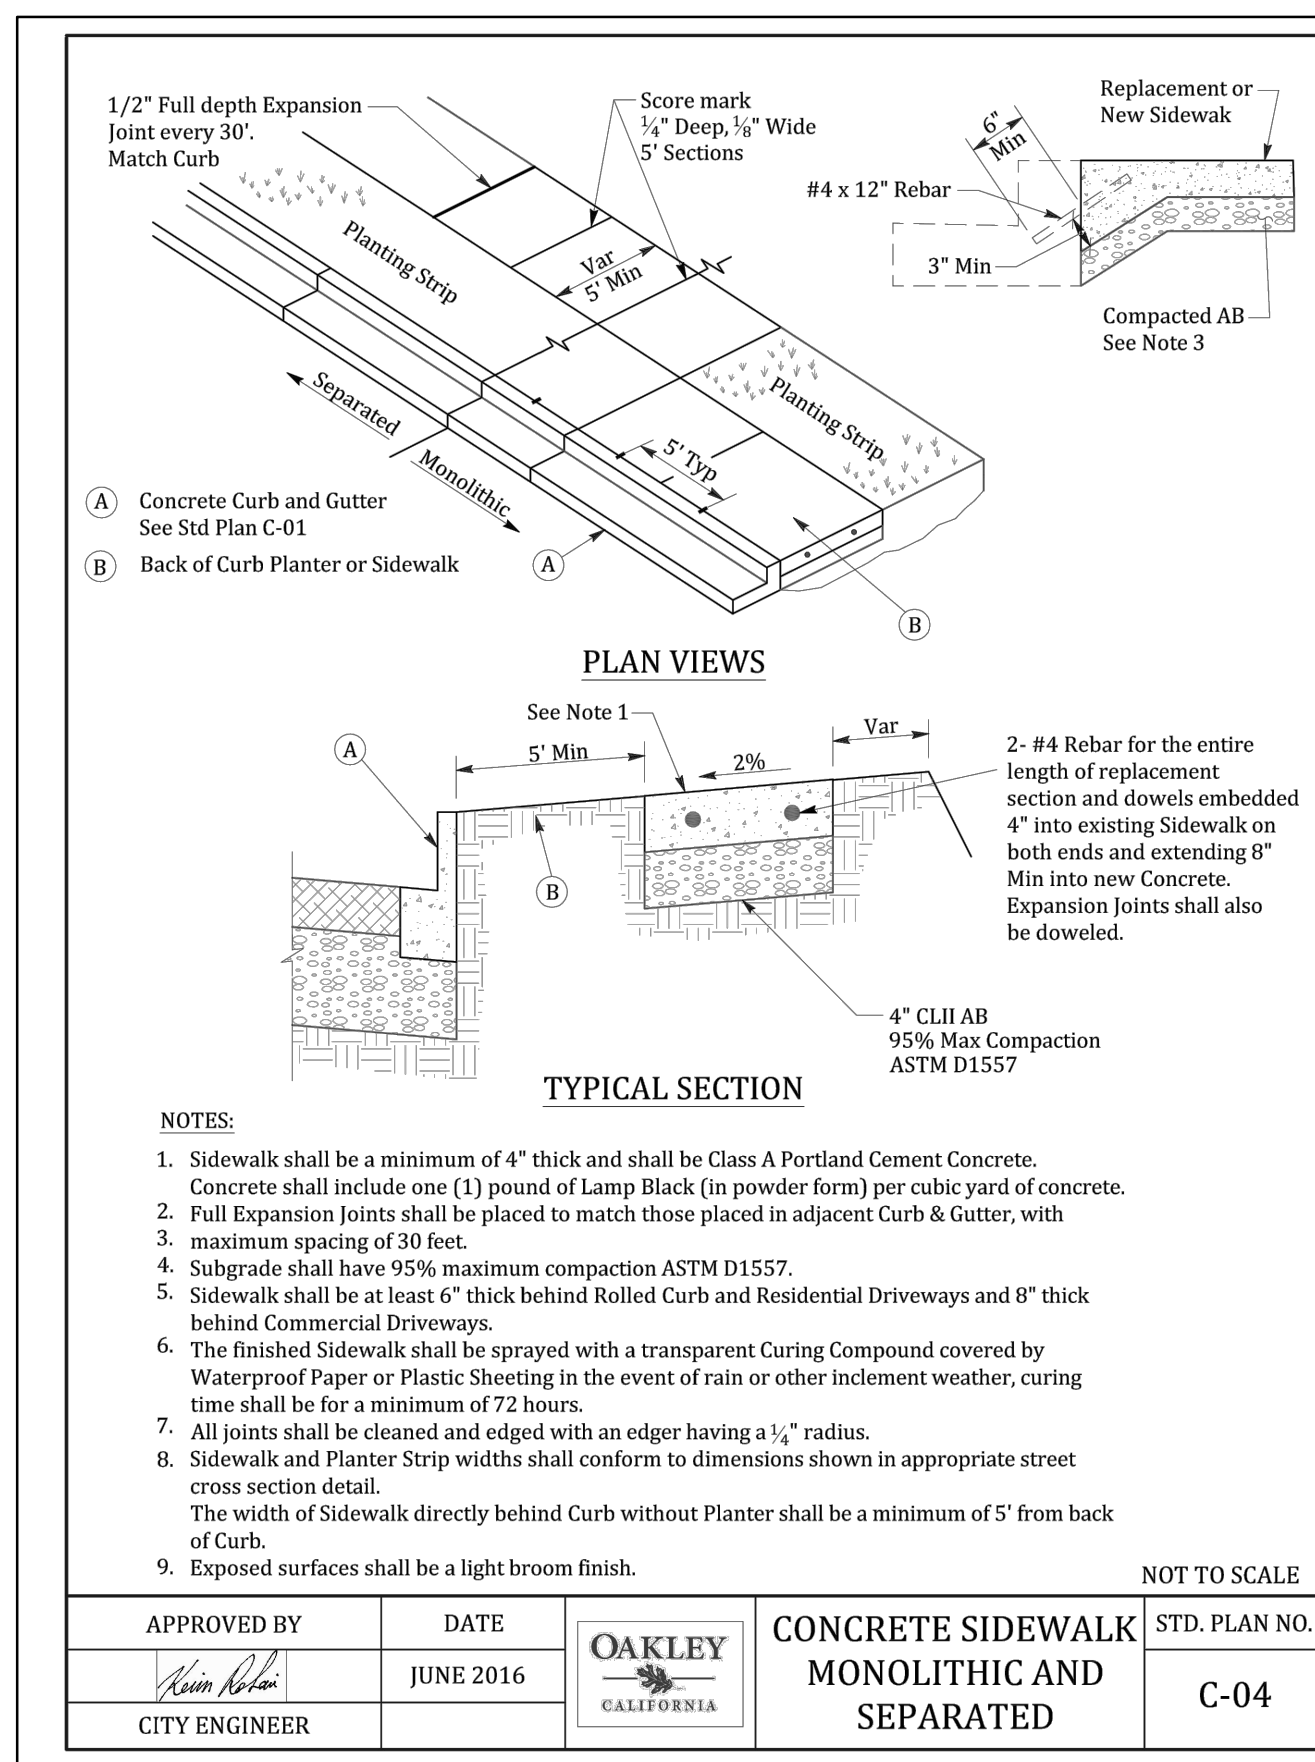 1/2" Full depth Expansion
Joint every 30'.
Match Curb
Score mark
1/4" Deep, 1/8" Wide
5' Sections
Replacement or
New Sidewak
6"
Min
#4 x 12" Rebar
3" Min
Compacted AB
See Note 3
Planting Strip
Var
5' Min
Planting Strip
Separated
Monolithic
5' Typ
A Concrete Curb and Gutter
See Std Plan C-01
B Back of Curb Planter or Sidewalk
A
B
PLAN VIEWS
See Note 1
Var
A
5' Min
2%
2- #4 Rebar for the entire
length of replacement
section and dowels embedded
4" into existing Sidewalk on
both ends and extending 8"
Min into new Concrete.
Expansion Joints shall also
be doweled.
B
4" CLII AB
95% Max Compaction
ASTM D1557
TYPICAL SECTION
NOTES:
1. Sidewalk shall be a minimum of 4" thick and shall be Class A Portland Cement Concrete.
Concrete shall include one (1) pound of Lamp Black (in powder form) per cubic yard of concrete.
2. Full Expansion Joints shall be placed to match those placed in adjacent Curb & Gutter, with
3. maximum spacing of 30 feet.
4. Subgrade shall have 95% maximum compaction ASTM D1557.
5. Sidewalk shall be at least 6" thick behind Rolled Curb and Residential Driveways and 8" thick
behind Commercial Driveways.
6. The finished Sidewalk shall be sprayed with a transparent Curing Compound covered by
Waterproof Paper or Plastic Sheeting in the event of rain or other inclement weather, curing
time shall be for a minimum of 72 hours.
7. All joints shall be cleaned and edged with an edger having a 1/4" radius.
8. Sidewalk and Planter Strip widths shall conform to dimensions shown in appropriate street
cross section detail.
The width of Sidewalk directly behind Curb without Planter shall be a minimum of 5' from back
of Curb.
9. Exposed surfaces shall be a light broom finish.
NOT TO SCALE
APPROVED BY
CITY ENGINEER
DATE
JUNE 2016
OAKLEY
CALIFORNIA
CONCRETE SIDEWALK
MONOLITHIC AND
SEPARATED
STD. PLAN NO.
C-04